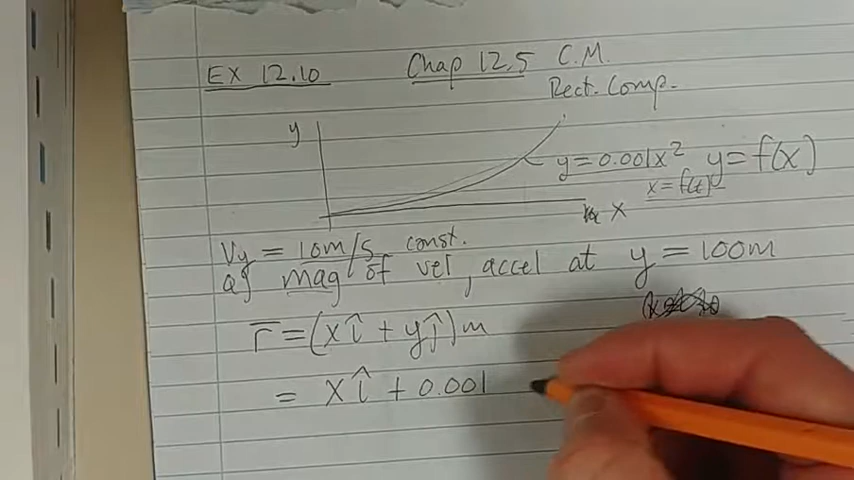 EX 12.10 Chap 12.5 C.M.
Rect. Comp.
y
y = 0.001x² y = f(x)
x = f(t)
x
Vy = 10m/s const.
a) mag of vel, accel at y = 100m
r̄ = (xî + yĵ)m
= xî + 0.001